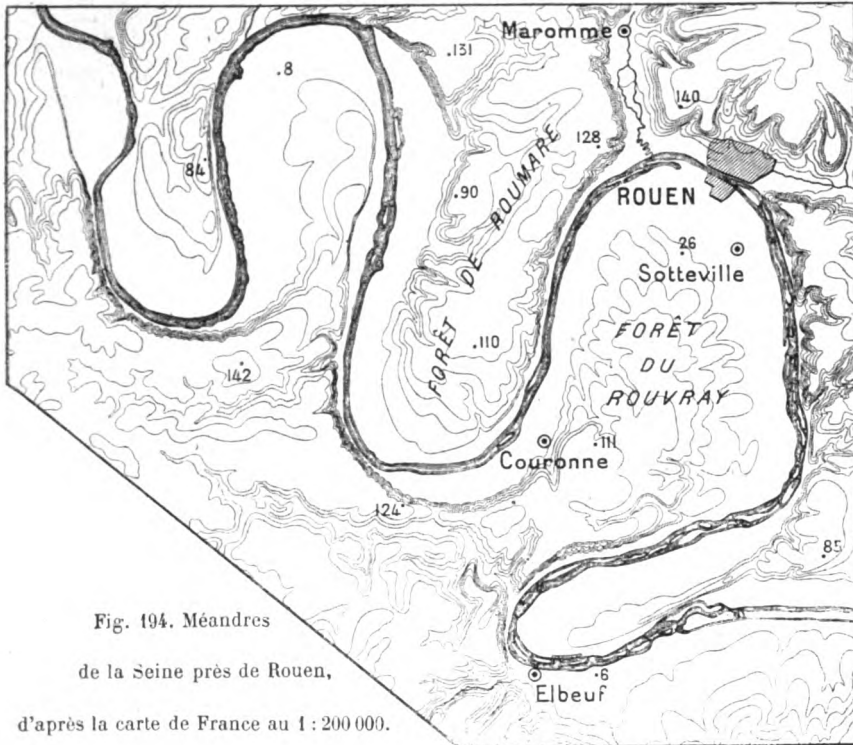 Maromme
.131
.8
140
128
84
.90
ROUEN
26
Sotteville
FORÊT DE ROUMARE
FORÊT
DU
ROUVRAY
.110
142
Couronne
.111
124
85
Fig. 194. Méandres
de la Seine près de Rouen,
d'après la carte de France au 1 : 200 000.
.6
Elbeuf